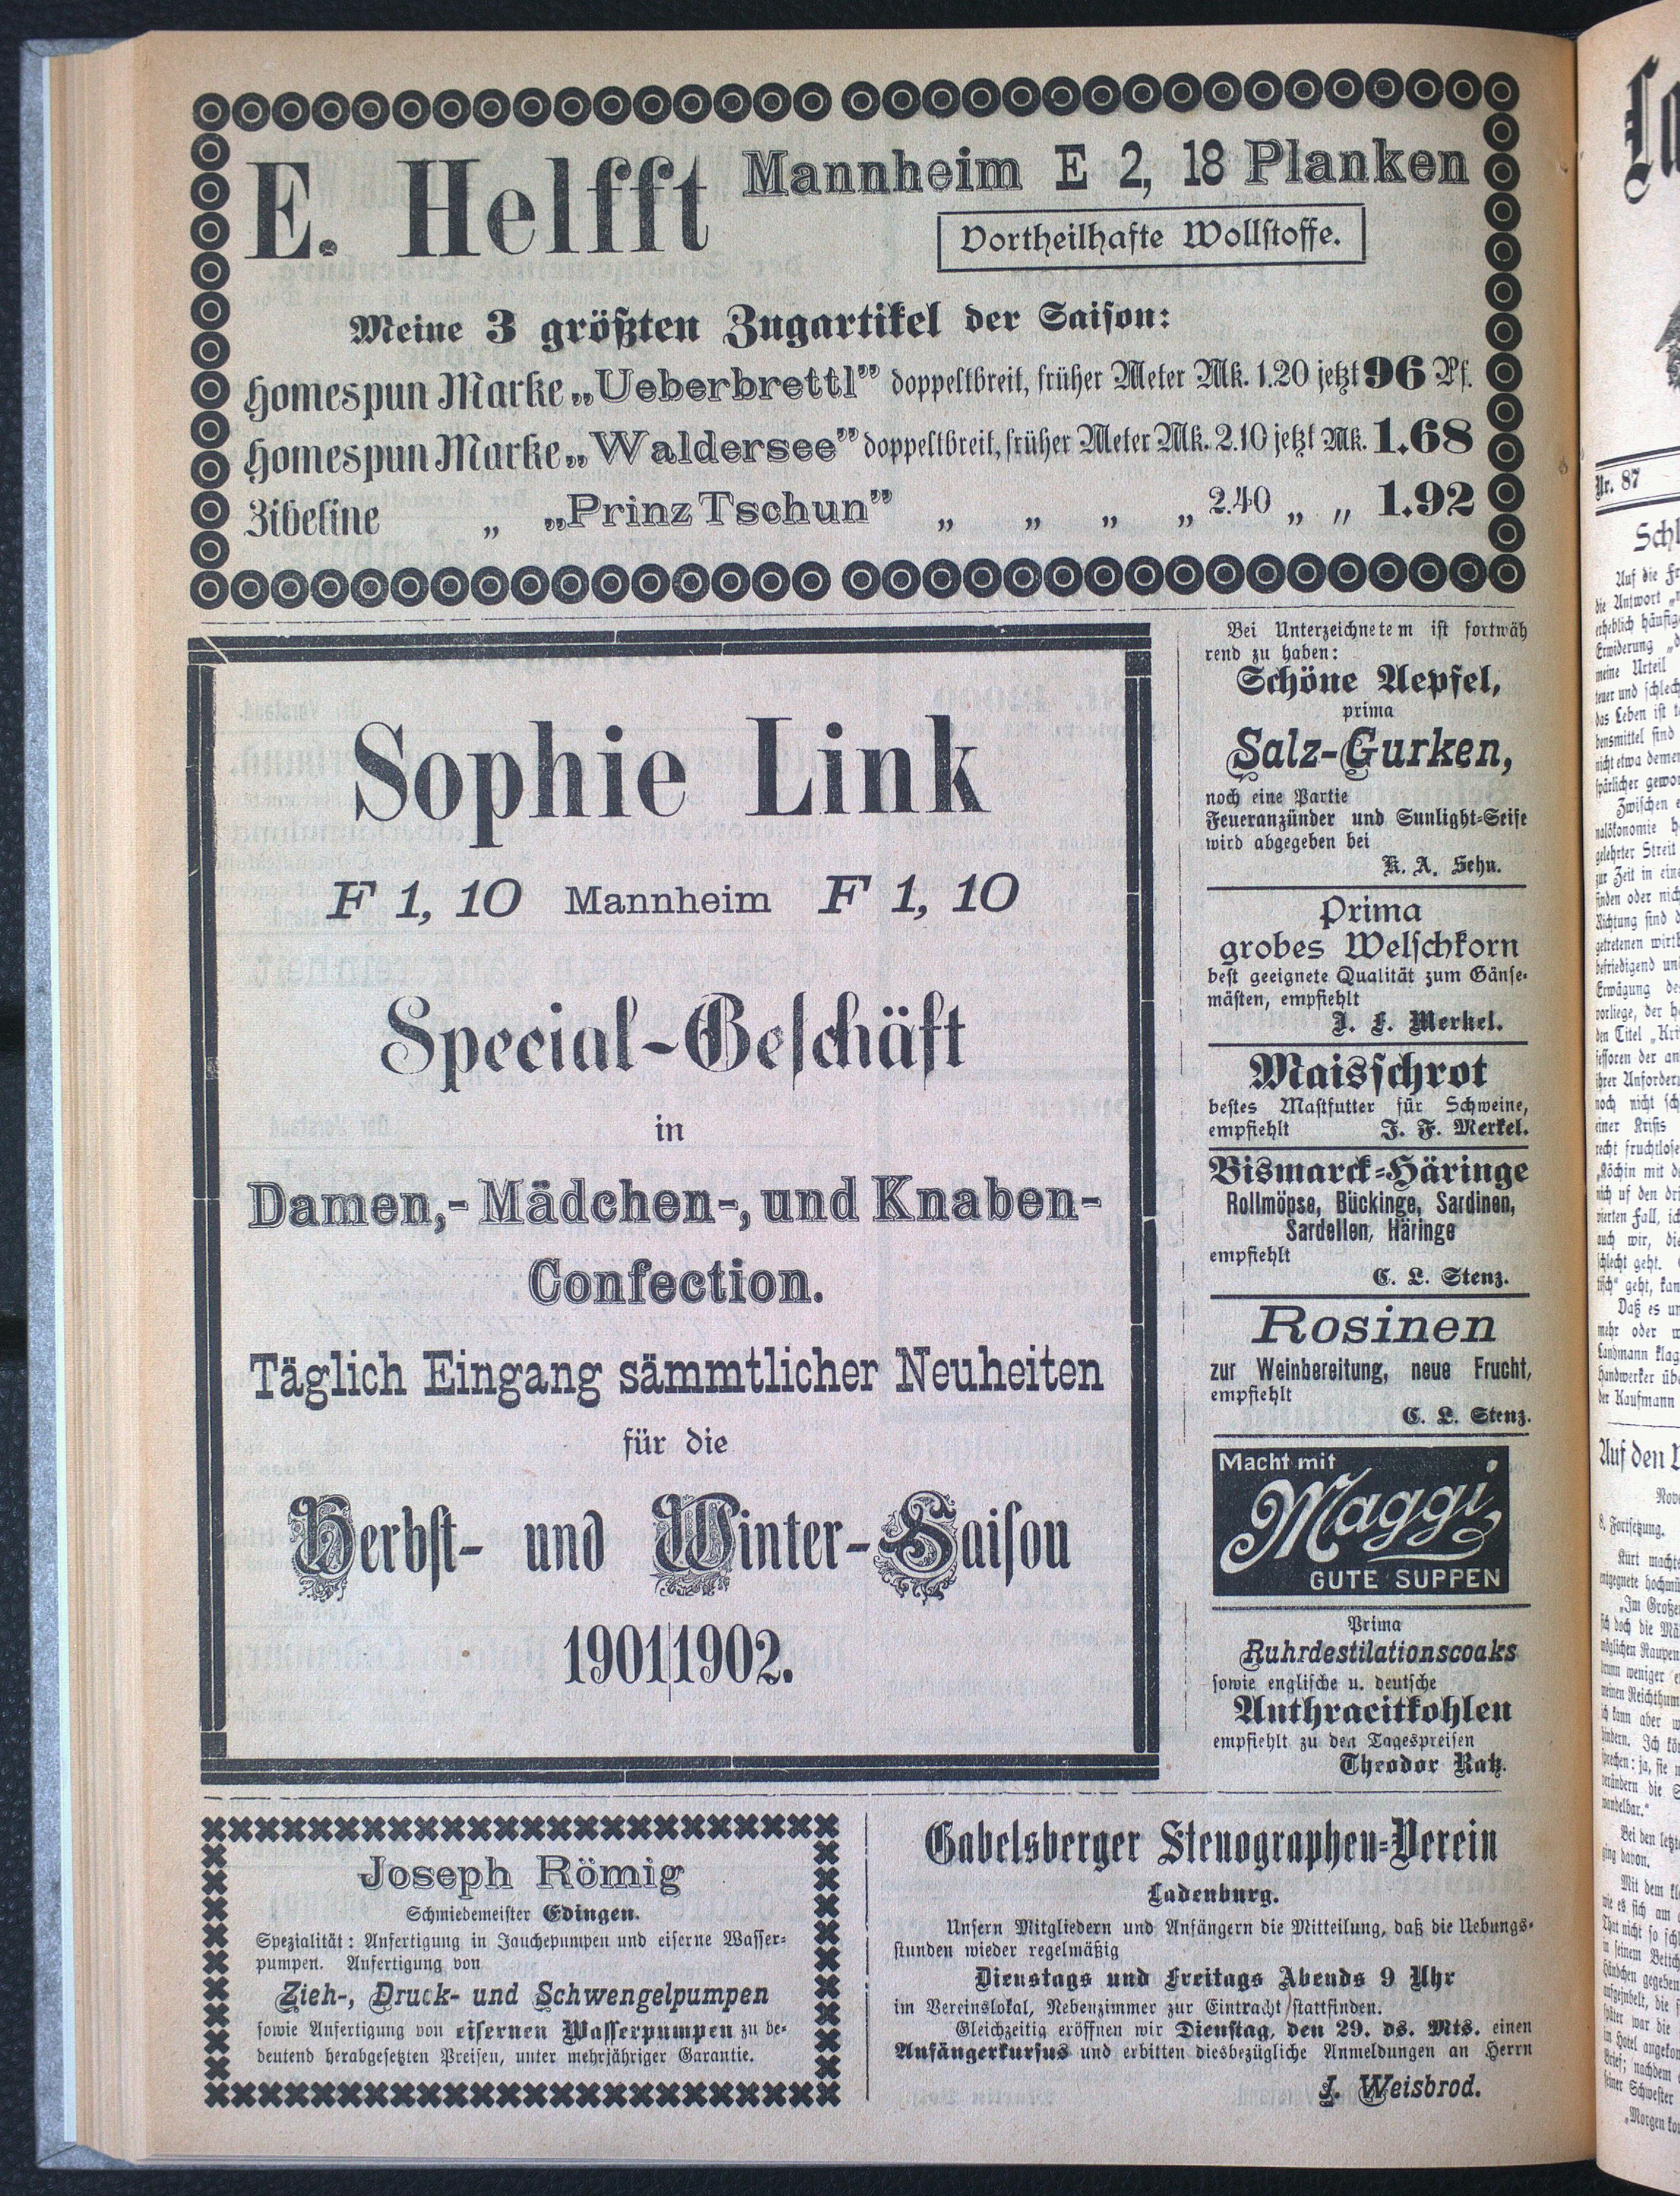 E. Helfft Mannheim E 2, 18 Planken
Vortheilhafte Wollstoffe.
Meine 3 größten Zugartikel der Saison:
Homespun Marke „Ueberbrettl” doppeltbreit, früher Meter Mk. 1.20 jetzt 96 Pf.
Homespun Marke „Waldersee” doppeltbreit, früher Meter Mk. 2.10 jetzt Mk. 1.68
Zibeline „ „Prinz Tschun” „ „ „ „ 2.40 „ „ 1.92
Sophie Link
F 1, 10 Mannheim F 1, 10
Special-Geschäft
in
Damen,- Mädchen-, und Knaben-
Confection.
Täglich Eingang sämmtlicher Neuheiten
für die
Herbst- und Winter-Saison
1901|1902.
Bei Unterzeichnetem ist fortwäh
rend zu haben:
Schöne Aepfel,
prima
Salz-Gurken,
noch eine Partie
Feueranzünder und Sunlight-Seife
wird abgegeben bei
K. A. Sehn.
Prima
grobes Welschkorn
best geeignete Qualität zum Gänse-
mästen, empfiehlt
J. F. Merkel.
Maisschrot
bestes Mastfutter für Schweine,
empfiehlt J. F. Merkel.
Bismarck-Häringe
Rollmöpse, Bückinge, Sardinen,
Sardellen, Häringe
empfiehlt
C. L. Stenz.
Rosinen
zur Weinbereitung, neue Frucht,
empfiehlt
C. L. Stenz.
Macht mit
Maggi
GUTE SUPPEN
Prima
Ruhrdestilationscoaks
sowie englische u. deutsche
Anthracitkohlen
empfiehlt zu den Tagespreisen
Theodor Katz.
Joseph Römig
Schmiedemeister Edingen.
Spezialität: Anfertigung in Jauchepumpen und eiserne Wasser-
pumpen. Anfertigung von
Zieh-, Druck- und Schwengelpumpen
sowie Anfertigung von eisernen Wasserpumpen zu be-
deutend herabgesetzten Preisen, unter mehrjähriger Garantie.
Gabelsberger Stenographen-Verein
Ladenburg.
Unsern Mitgliedern und Anfängern die Mitteilung, daß die Uebungs-
stunden wieder regelmäßig
Dienstags und Freitags Abends 9 Uhr
im Vereinslokal, Nebenzimmer zur Eintracht stattfinden.
Gleichzeitig eröffnen wir Dienstag, den 29. ds. Mts. einen
Anfängerkursus und erbitten diesbezügliche Anmeldungen an Herrn
J. Weisbrod.
Nr. 87